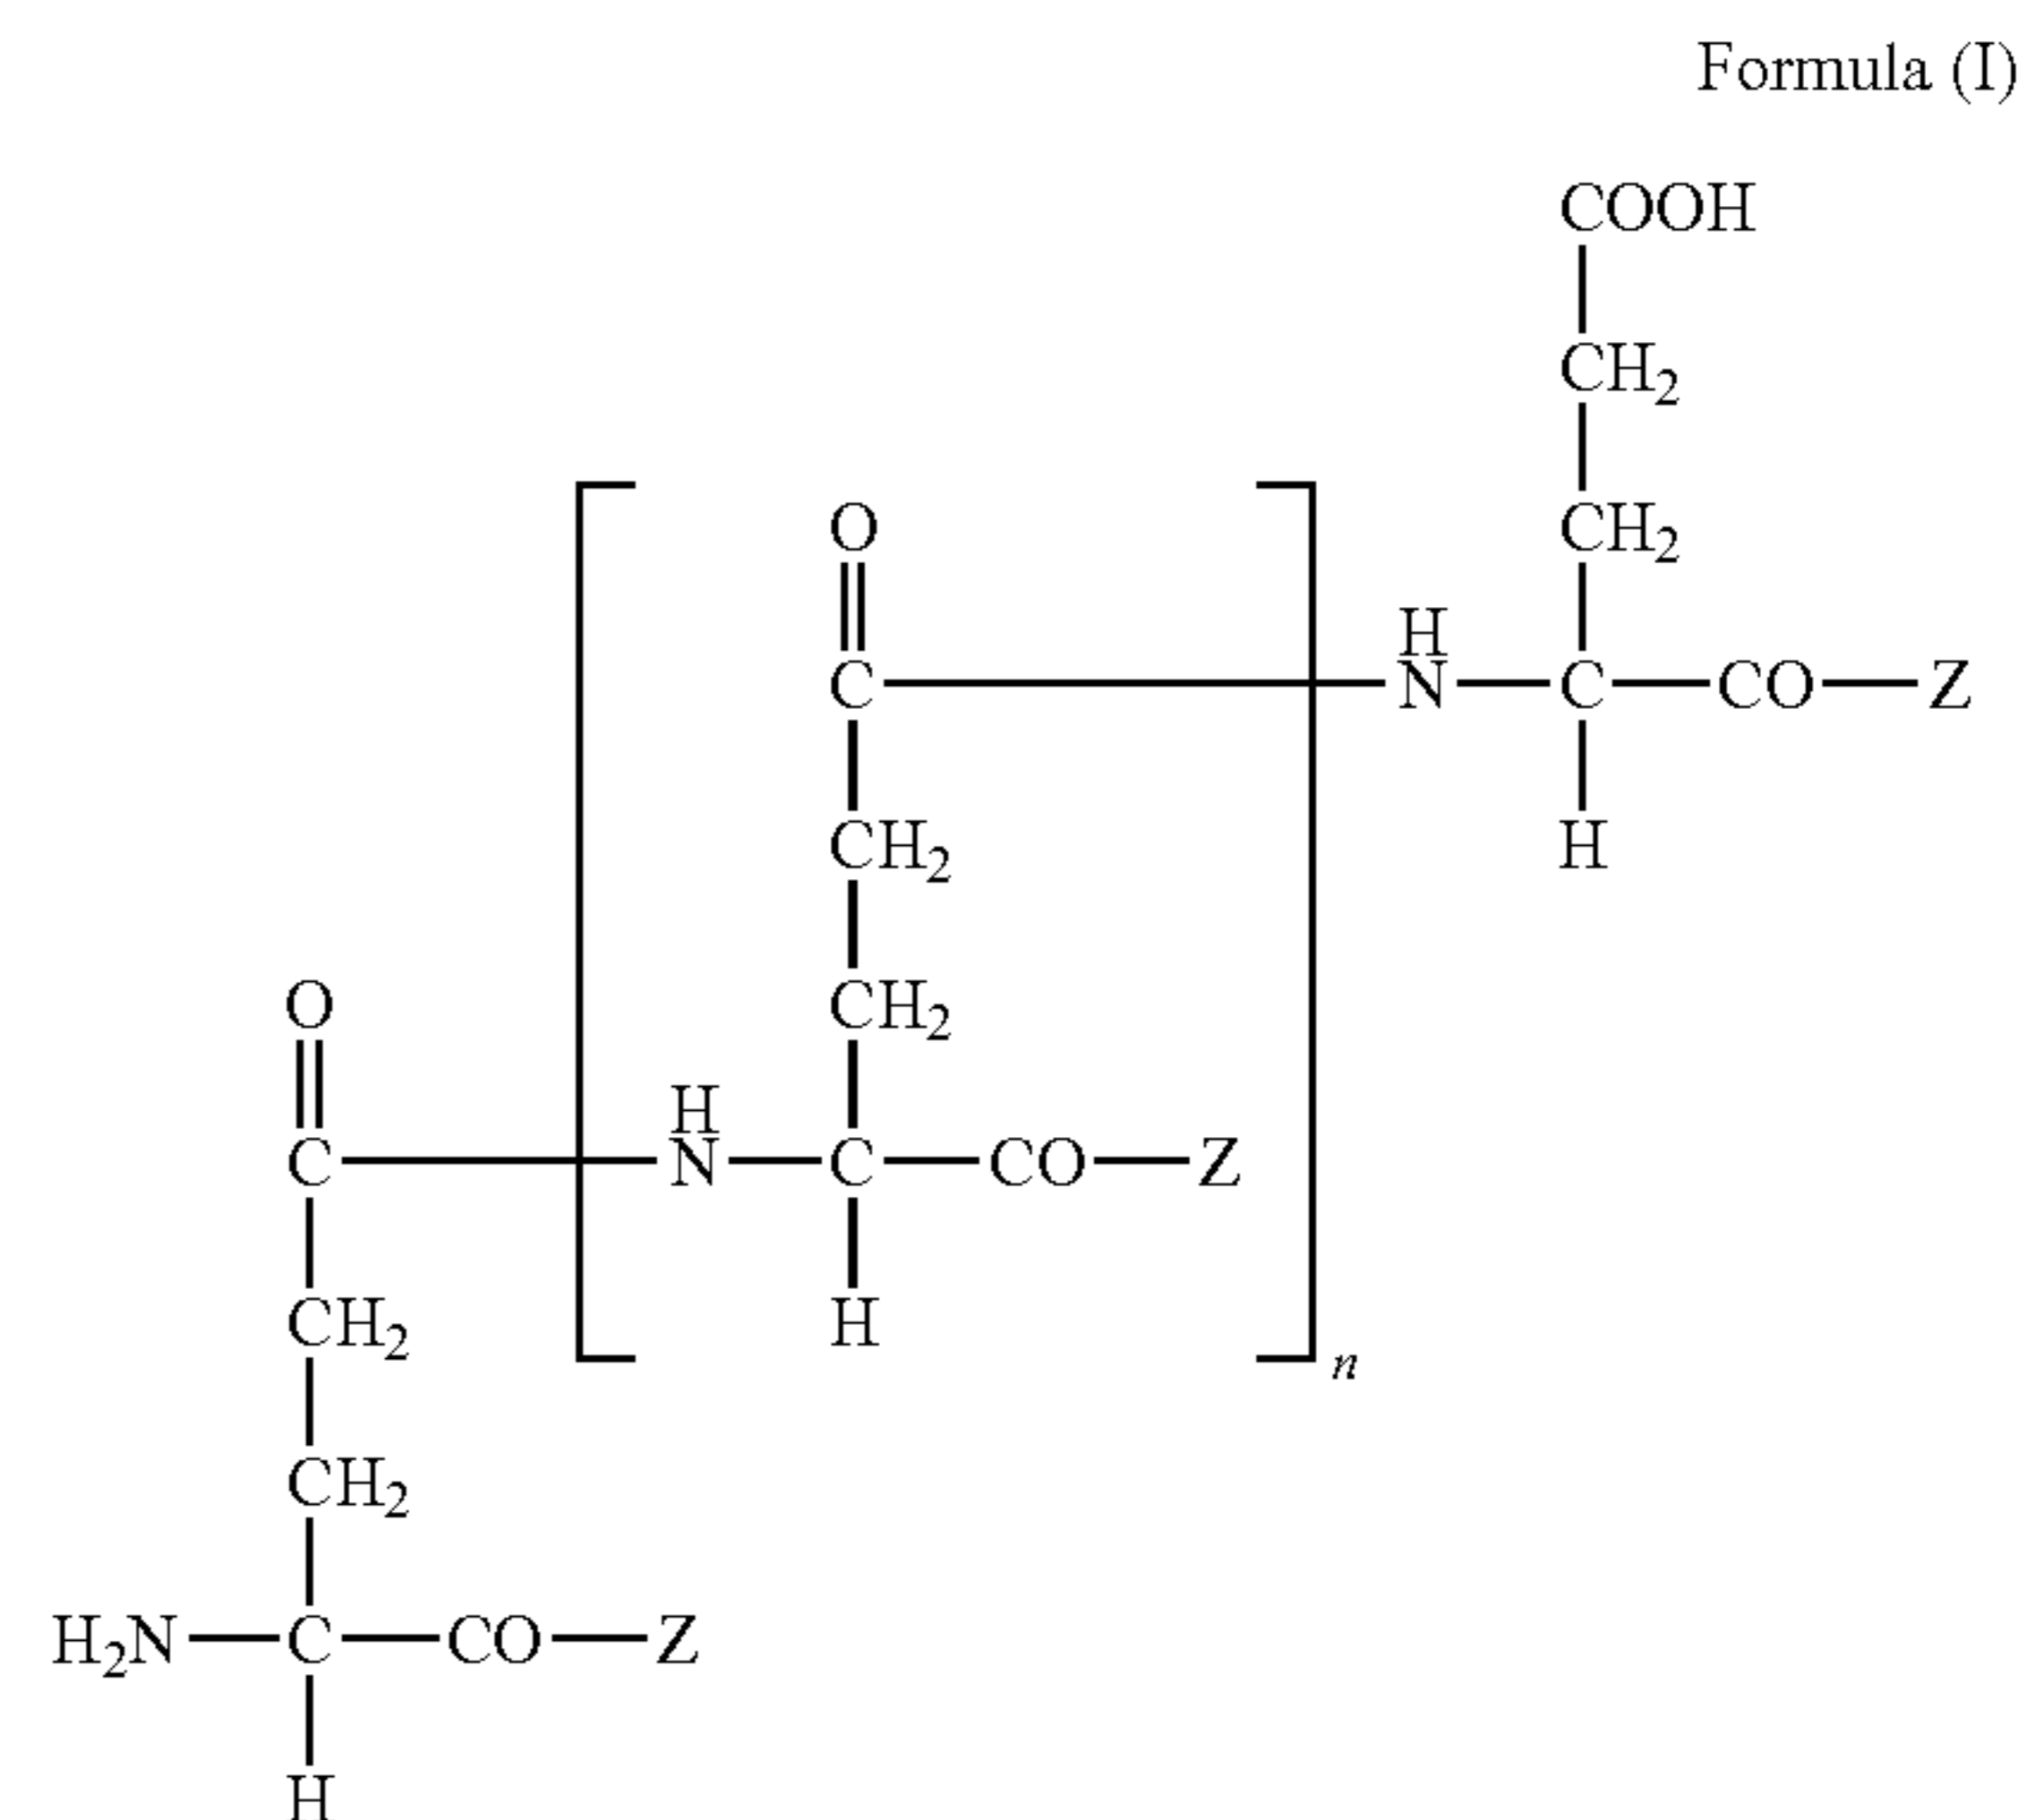 Formula (I)
COOH
CH₂
O CH₂
H
C N C CO Z
CH₂ H
O CH₂
H
C N C CO Z
CH₂ H
n
CH₂
H₂N C CO Z
H